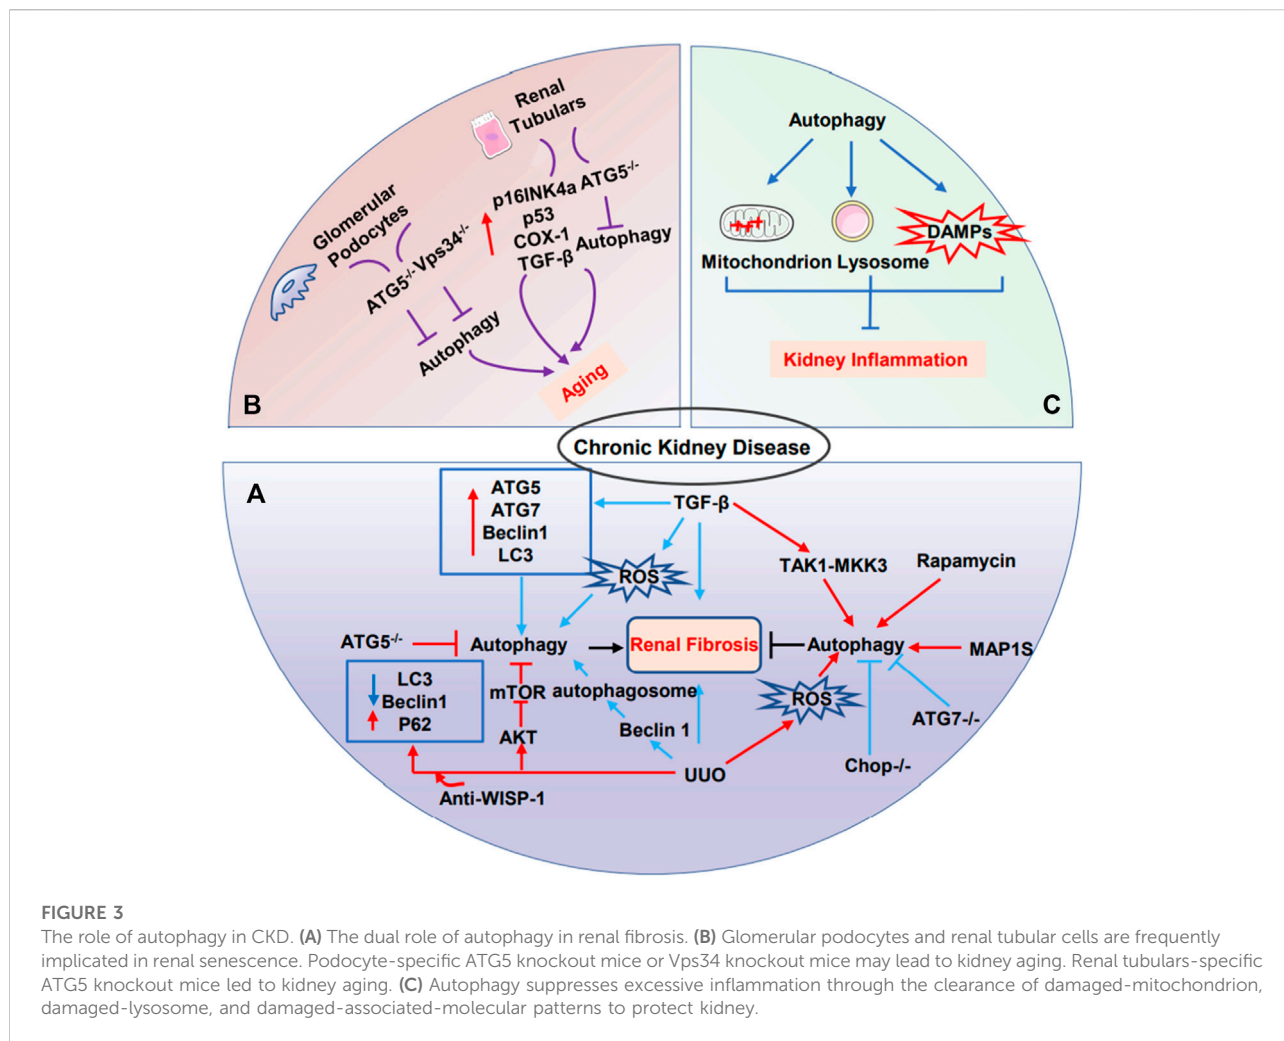 Renal
Tubulars
Glomerular
Podocytes
ATG5-/- Vps34-/-
Autophagy
p16INK4a ATG5-/-
p53
COX-1
TGF-β
Autophagy
Aging
B
Autophagy
DAMPs
Mitochondrion Lysosome
Kidney Inflammation
C
Chronic Kidney Disease
A
ATG5
ATG7
Beclin1
LC3
TGF-β
ROS
TAK1-MKK3
Rapamycin
ATG5-/-
Autophagy
Renal Fibrosis
Autophagy
MAP1S
LC3
Beclin1
P62
mTOR
autophagosome
ROS
ATG7-/-
AKT
Beclin 1
UUO
Chop-/-
Anti-WISP-1
FIGURE 3
The role of autophagy in CKD. (A) The dual role of autophagy in renal fibrosis. (B) Glomerular podocytes and renal tubular cells are frequently
implicated in renal senescence. Podocyte-specific ATG5 knockout mice or Vps34 knockout mice may lead to kidney aging. Renal tubulars-specific
ATG5 knockout mice led to kidney aging. (C) Autophagy suppresses excessive inflammation through the clearance of damaged-mitochondrion,
damaged-lysosome, and damaged-associated-molecular patterns to protect kidney.